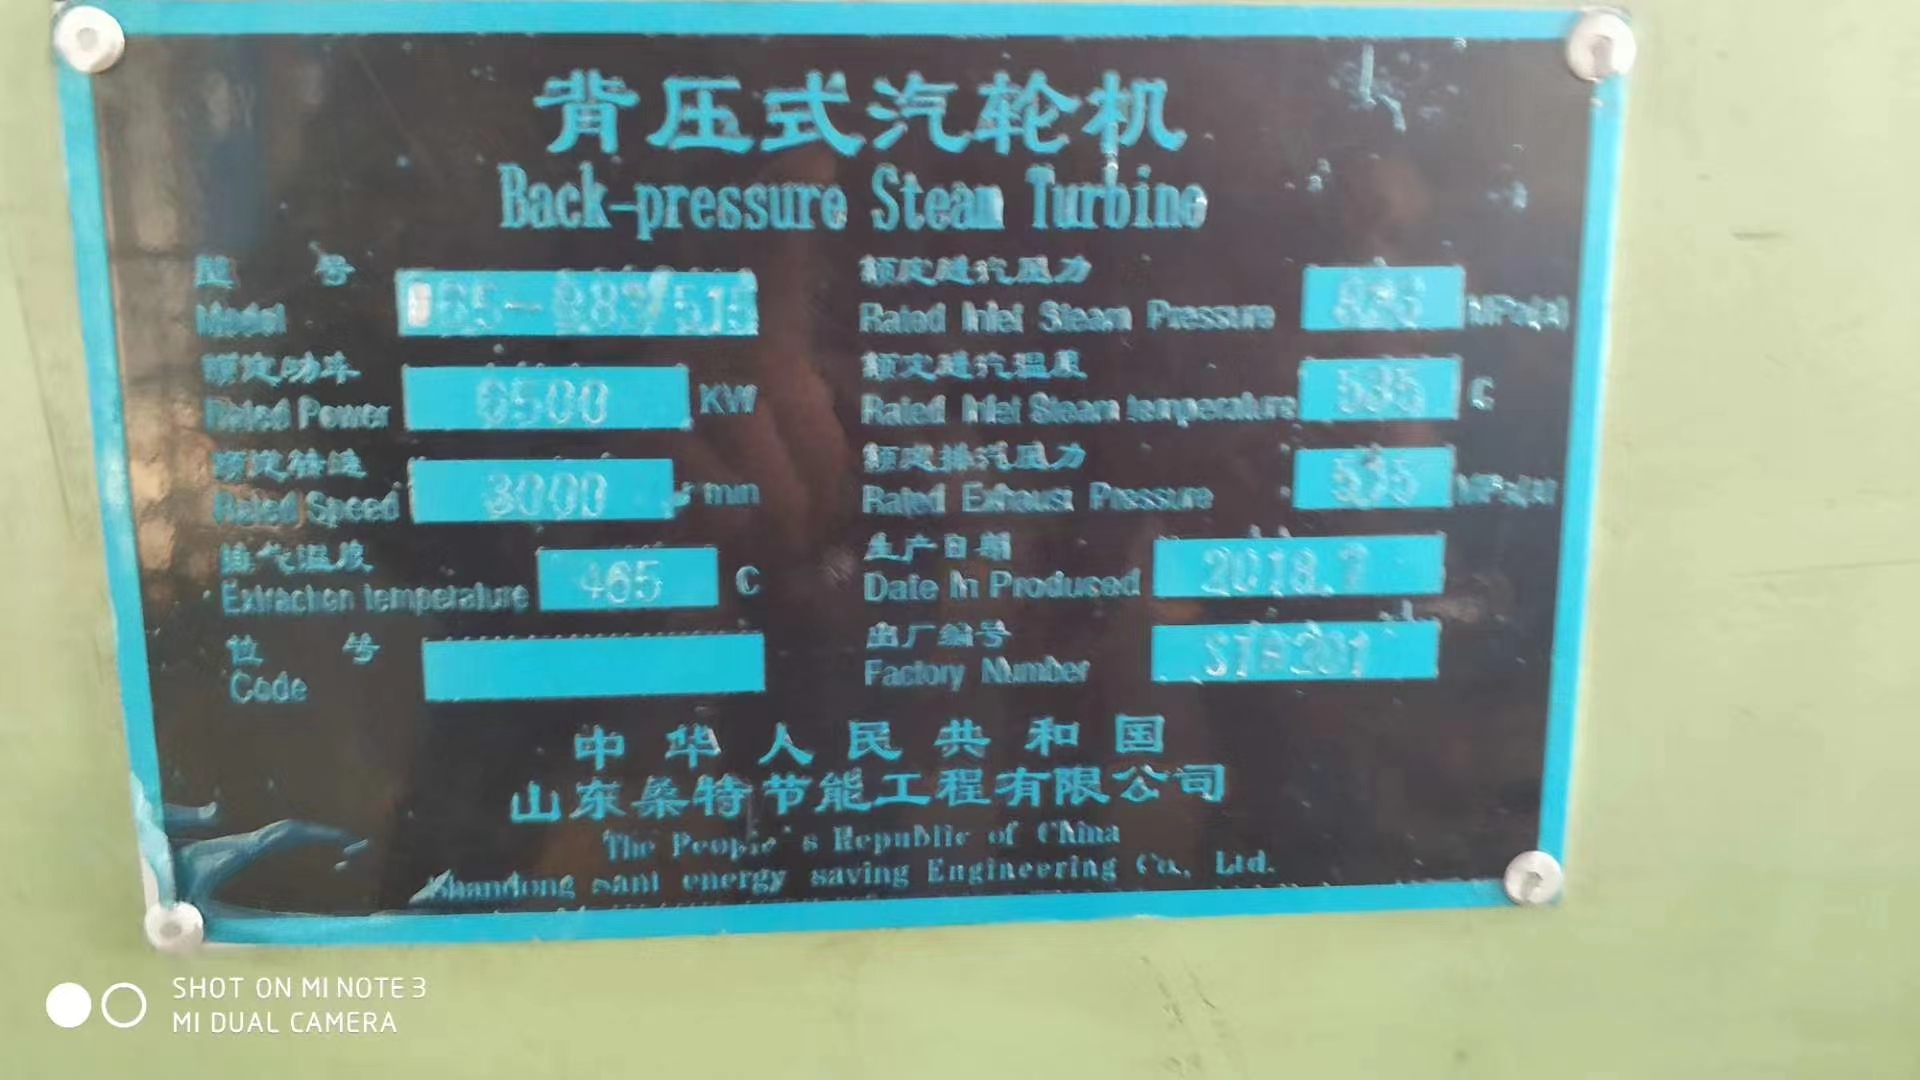 背压式汽轮机
Back-pressure Steam Turbine
型 号
Model
额定进汽压力
Rated Inlet Steam Pressure MPa(a)
额定功率
Rated Power 6500 KW
额定进汽温度
Rated Inlet Steam temperature 535 C
额定转速
Rated Speed 3000 r/min
额定排汽压力
Rated Exhaust Pressure MPa(a)
排气温度
Extraction temperature 465 C
生产日期
Date In Produced 2018.7
位 号
Code
出厂编号
Factory Number
中华人民共和国
山东桑特节能工程有限公司
The People's Republic of China
Shandong sant energy saving Engineering Co., Ltd.
SHOT ON MI NOTE 3
MI DUAL CAMERA